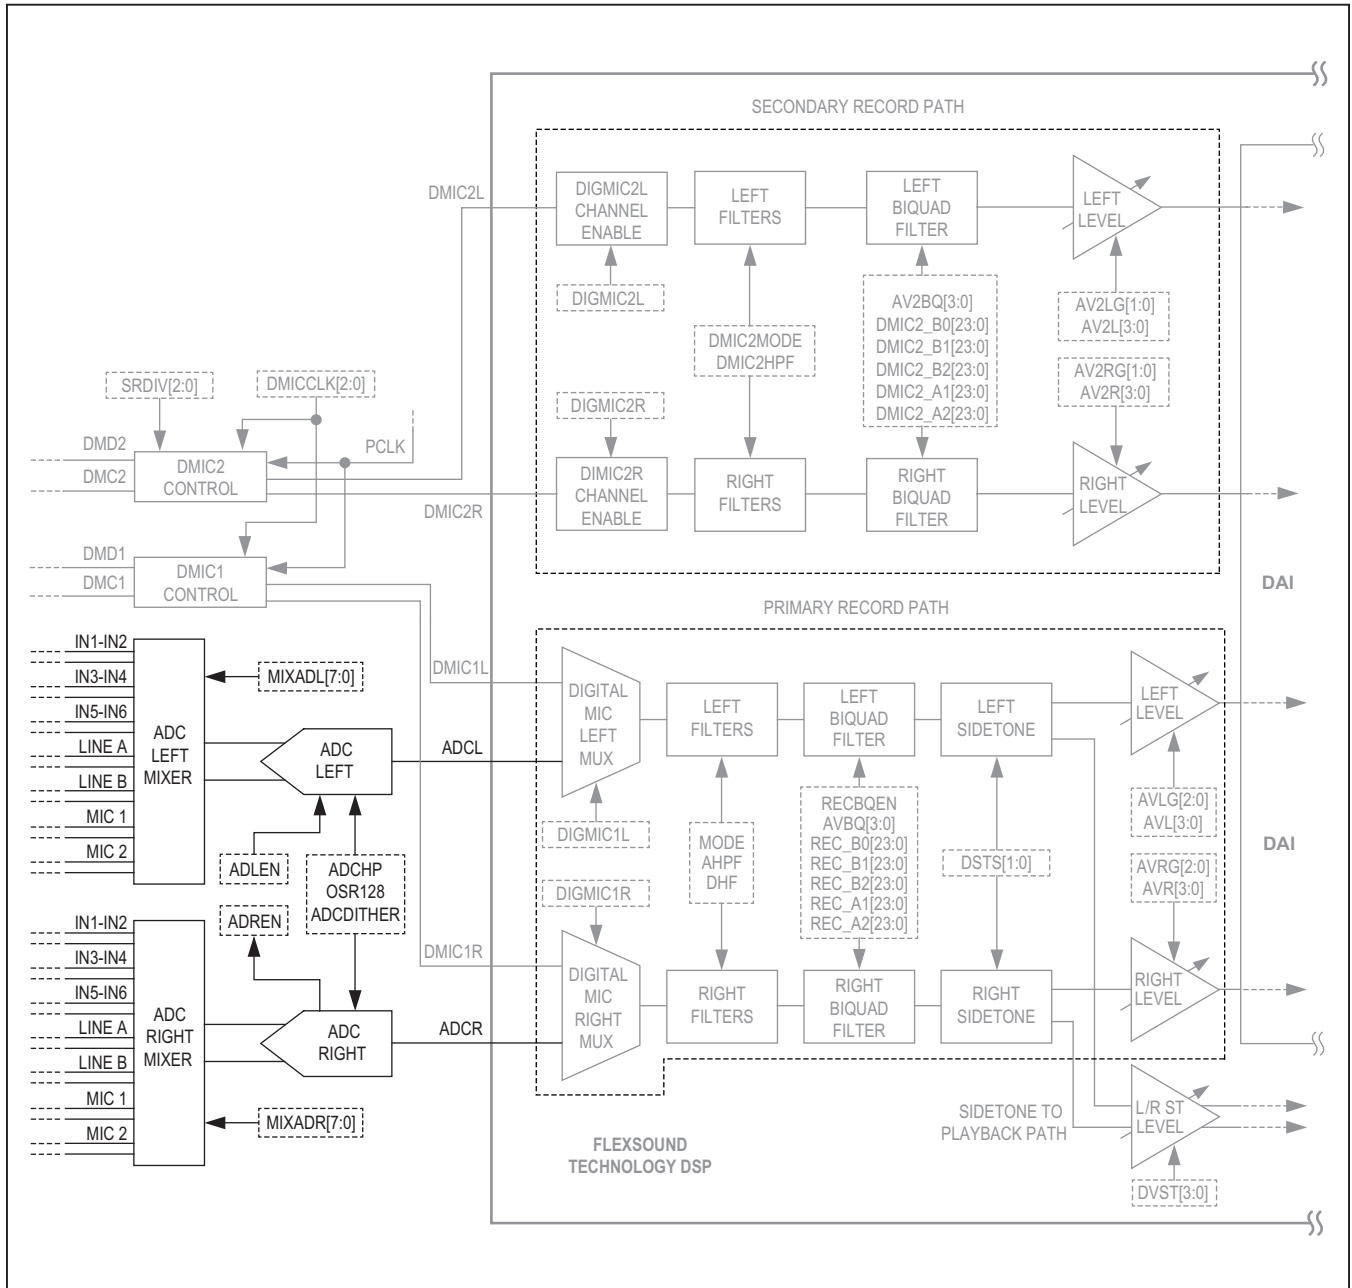 SECONDARY RECORD PATH
DMIC2L
DIGMIC2L
CHANNEL
ENABLE
LEFT
FILTERS
LEFT
BIQUAD
FILTER
LEFT
LEVEL
DIGMIC2L
AV2BQ[3:0]
DMIC2_B0[23:0]
DMIC2_B1[23:0]
DMIC2_B2[23:0]
DMIC2_A1[23:0]
DMIC2_A2[23:0]
AV2LG[1:0]
AV2L[3:0]
DMIC2MODE
DMIC2HPF
AV2RG[1:0]
AV2R[3:0]
SRDIV[2:0]
DMICCLK[2:0]
DIGMIC2R
PCLK
DMD2
DMC2
DMIC2
CONTROL
DIMIC2R
CHANNEL
ENABLE
RIGHT
FILTERS
RIGHT
BIQUAD
FILTER
RIGHT
LEVEL
DMIC2R
DMD1
DMC1
DMIC1
CONTROL
DAI
PRIMARY RECORD PATH
IN1-IN2
IN3-IN4
IN5-IN6
LINE A
LINE B
MIC 1
MIC 2
ADC
LEFT
MIXER
MIXADL[7:0]
ADC
LEFT
ADCL
DMIC1L
DIGITAL
MIC
LEFT
MUX
LEFT
FILTERS
LEFT
BIQUAD
FILTER
LEFT
SIDETONE
LEFT
LEVEL
ADLEN
ADCHP
OSR128
ADCDITHER
ADREN
DIGMIC1L
MODE
AHPF
DHF
RECBQEN
AVBQ[3:0]
REC_B0[23:0]
REC_B1[23:0]
REC_B2[23:0]
REC_A1[23:0]
REC_A2[23:0]
DSTS[1:0]
AVLG[2:0]
AVL[3:0]
DAI
AVRG[2:0]
AVR[3:0]
DIGMIC1R
IN1-IN2
IN3-IN4
IN5-IN6
LINE A
LINE B
MIC 1
MIC 2
ADC
RIGHT
MIXER
MIXADR[7:0]
ADC
RIGHT
ADCR
DMIC1R
DIGITAL
MIC
RIGHT
MUX
RIGHT
FILTERS
RIGHT
BIQUAD
FILTER
RIGHT
SIDETONE
RIGHT
LEVEL
SIDETONE TO
PLAYBACK PATH
L/R ST
LEVEL
FLEXSOUND
TECHNOLOGY DSP
DVST[3:0]